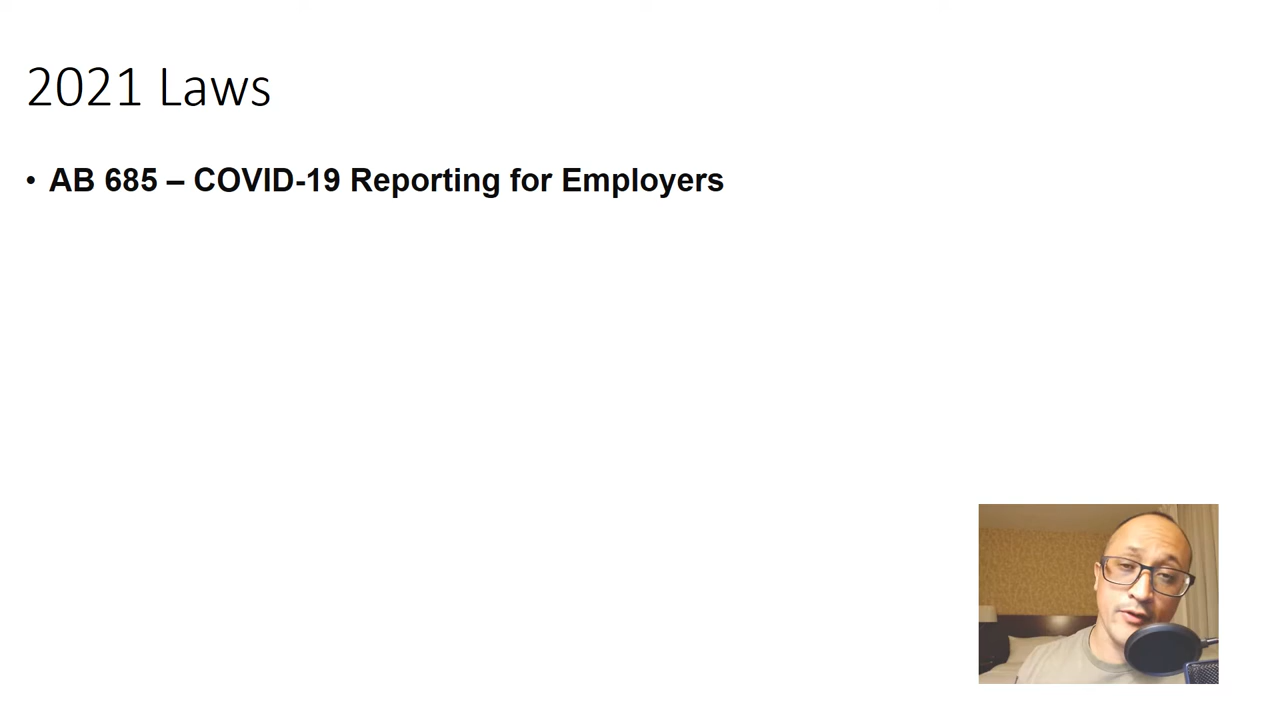 2021 Laws
• AB 685 – COVID-19 Reporting for Employers